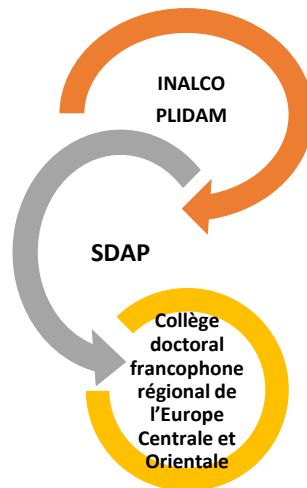 INALCO
PLIDAM
SDAP
Collège
doctoral
francophone
régional de
l’Europe
Centrale et
Orientale